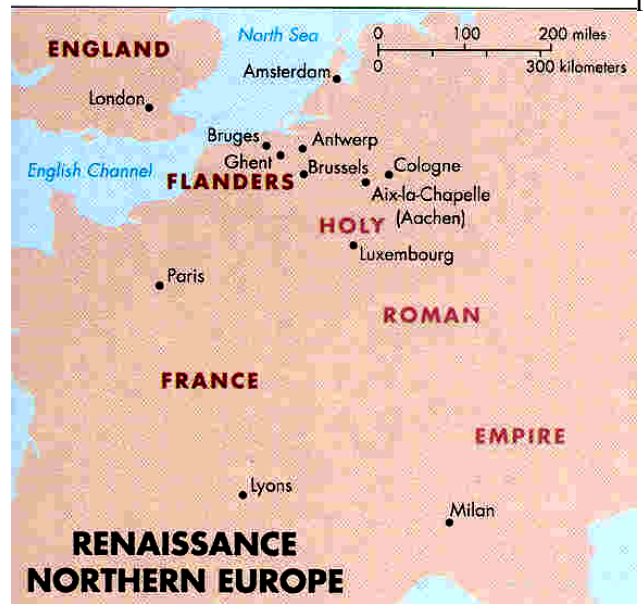 North Sea
0 100 200 miles
ENGLAND
Amsterdam
0 300 kilometers
London
Bruges
Antwerp
English Channel
Ghent
Brussels
Cologne
FLANDERS
Aix-la-Chapelle
(Aachen)
HOLY
Luxembourg
Paris
ROMAN
FRANCE
EMPIRE
Lyons
Milan
RENAISSANCE
NORTHERN EUROPE